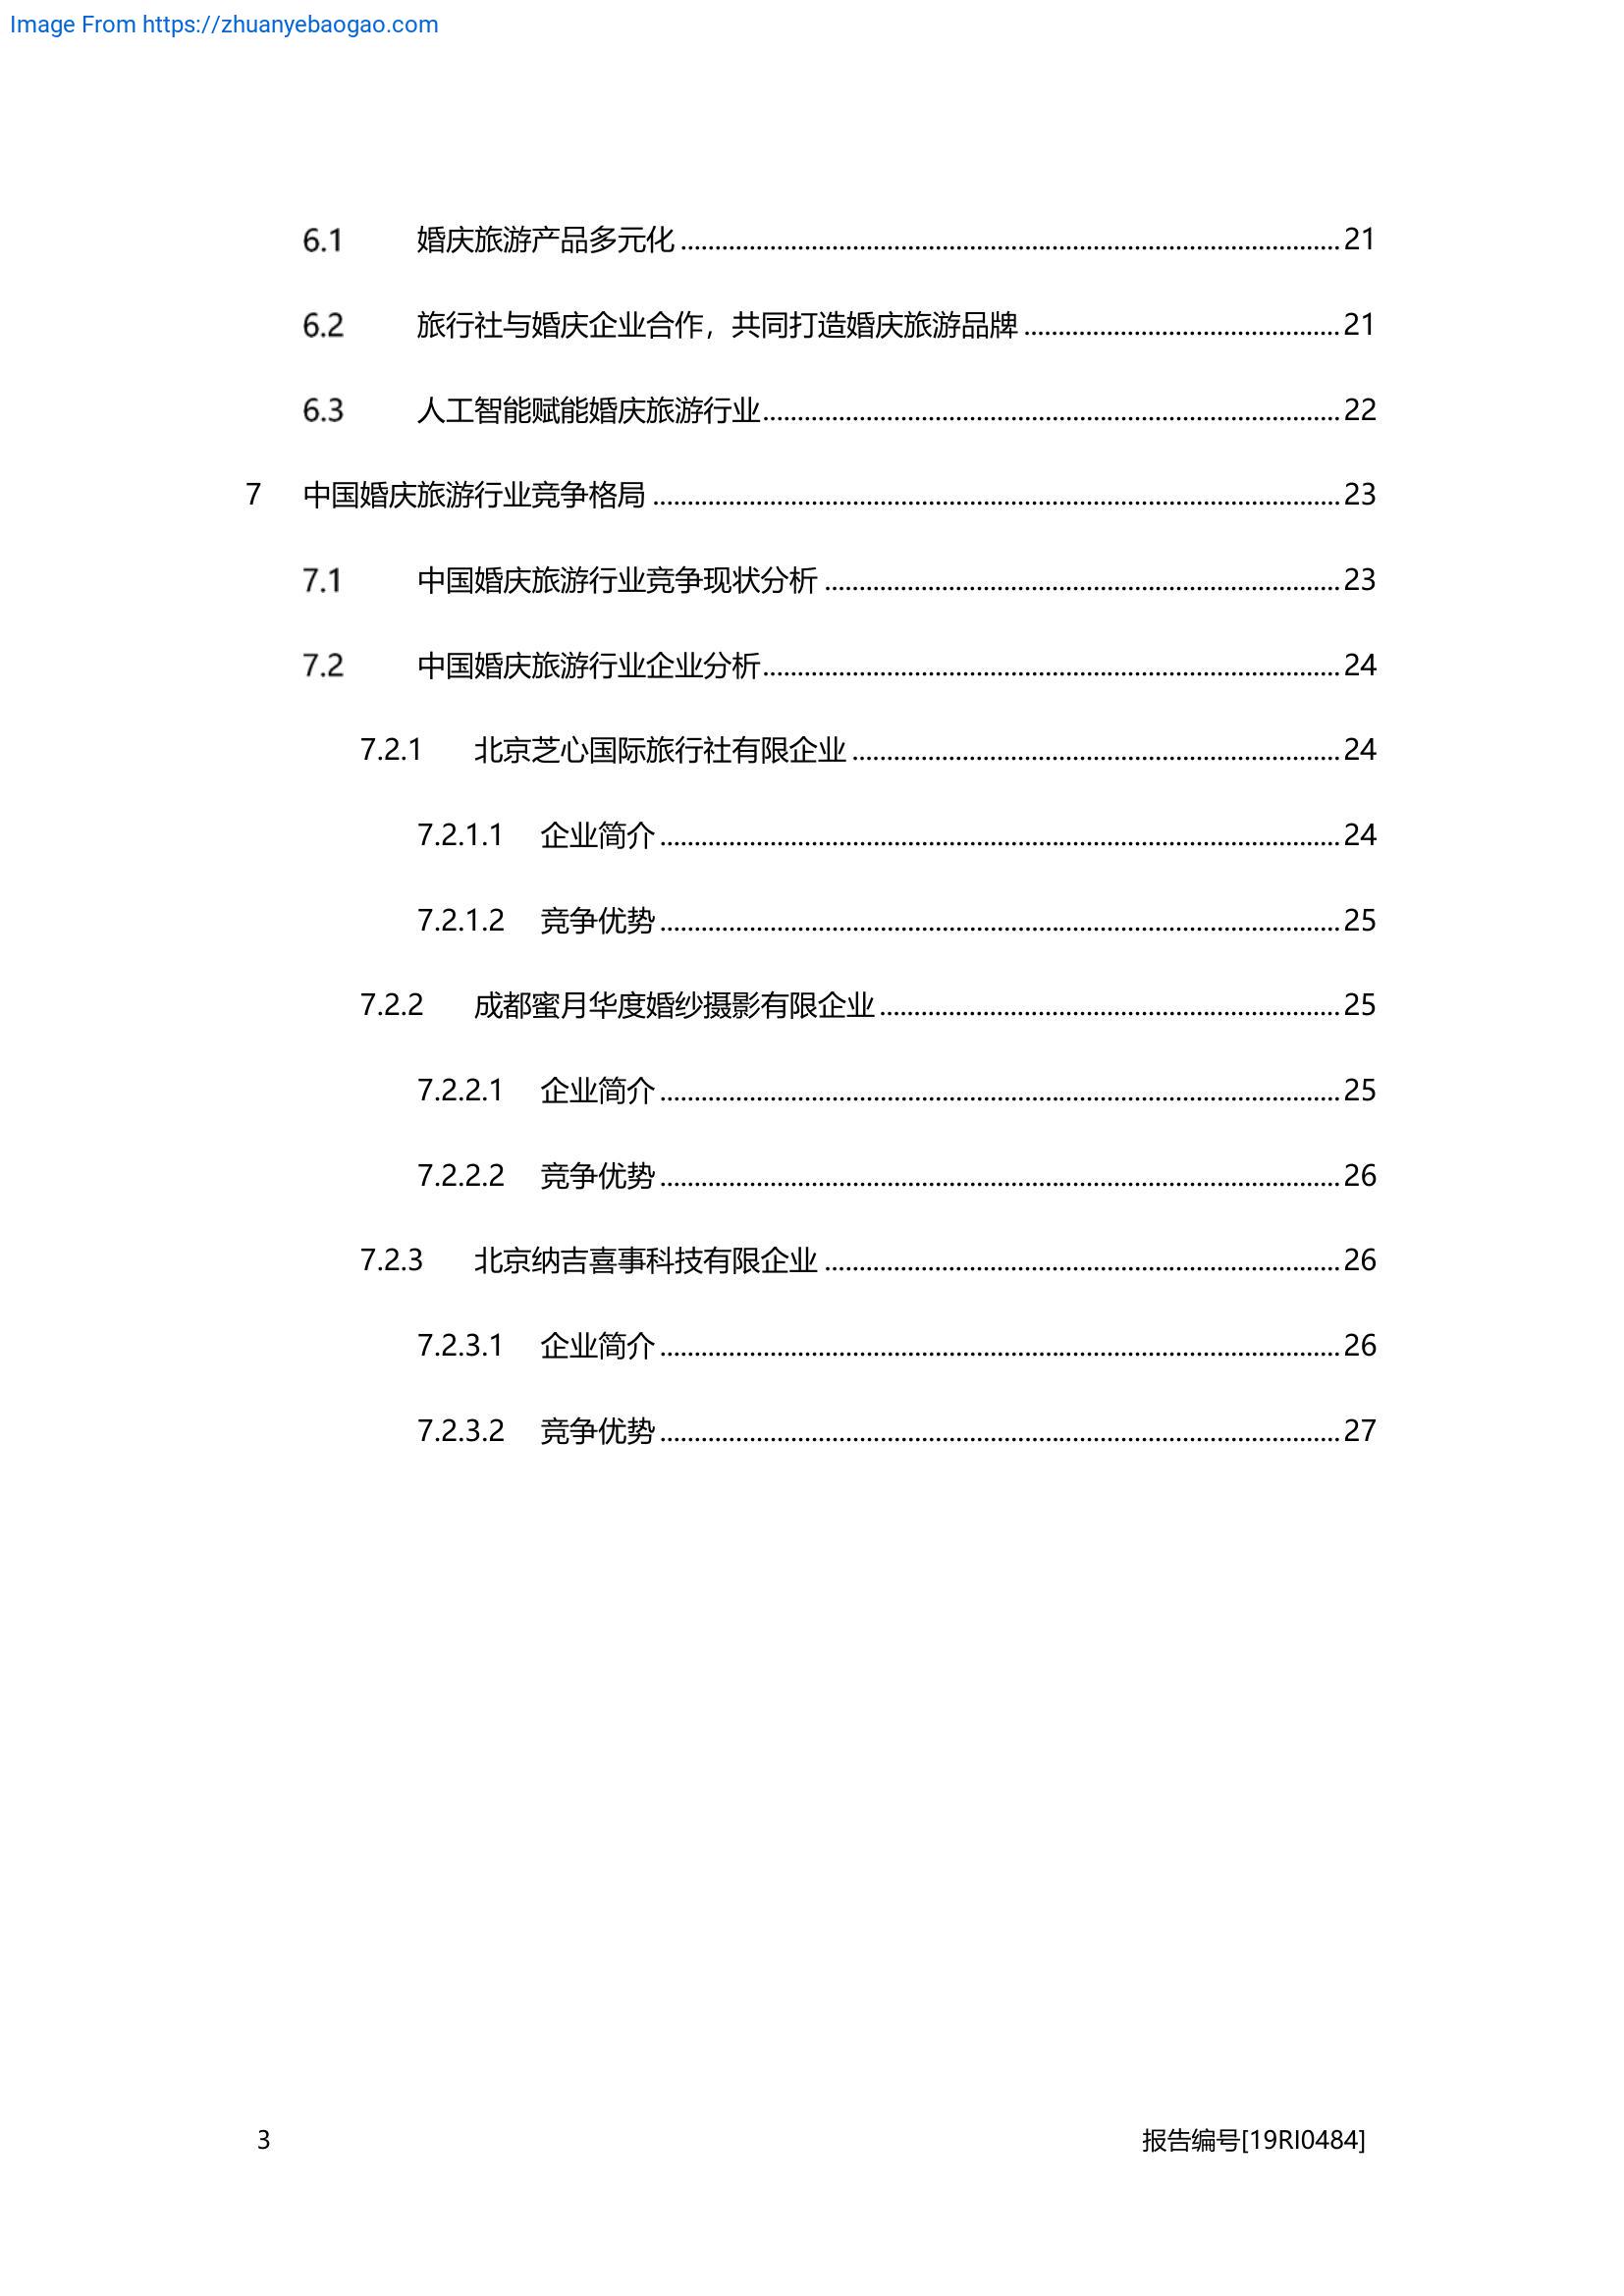 Image From https://zhuanyebaogao.com
6.1 婚庆旅游产品多元化 ........ 21
6.2 旅行社与婚庆企业合作，共同打造婚庆旅游品牌 ........ 21
6.3 人工智能赋能婚庆旅游行业 ........ 22
7 中国婚庆旅游行业竞争格局 ........ 23
7.1 中国婚庆旅游行业竞争现状分析 ........ 23
7.2 中国婚庆旅游行业企业分析 ........ 24
7.2.1 北京芝心国际旅行社有限企业 ........ 24
7.2.1.1 企业简介 ........ 24
7.2.1.2 竞争优势 ........ 25
7.2.2 成都蜜月华度婚纱摄影有限企业 ........ 25
7.2.2.1 企业简介 ........ 25
7.2.2.2 竞争优势 ........ 26
7.2.3 北京纳吉喜事科技有限企业 ........ 26
7.2.3.1 企业简介 ........ 26
7.2.3.2 竞争优势 ........ 27
3 报告编号[19RI0484]